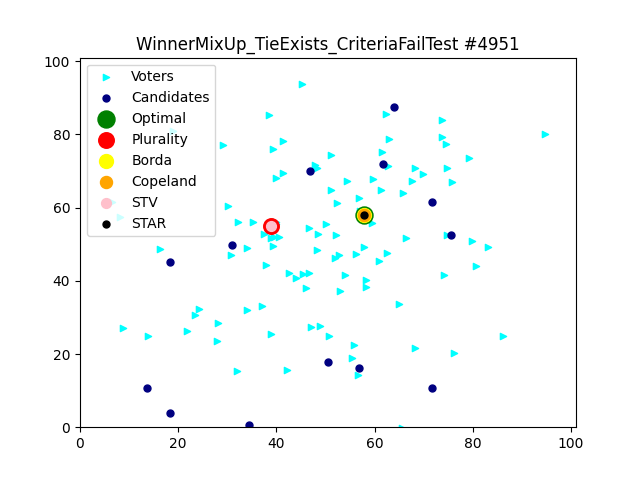 WinnerMixUp_TieExists_CriteriaFailTest #4951
100
80
60
40
20
0
Voters
Candidates
Optimal
Plurality
Borda
Copeland
STV
STAR
0 20 40 60 80 100